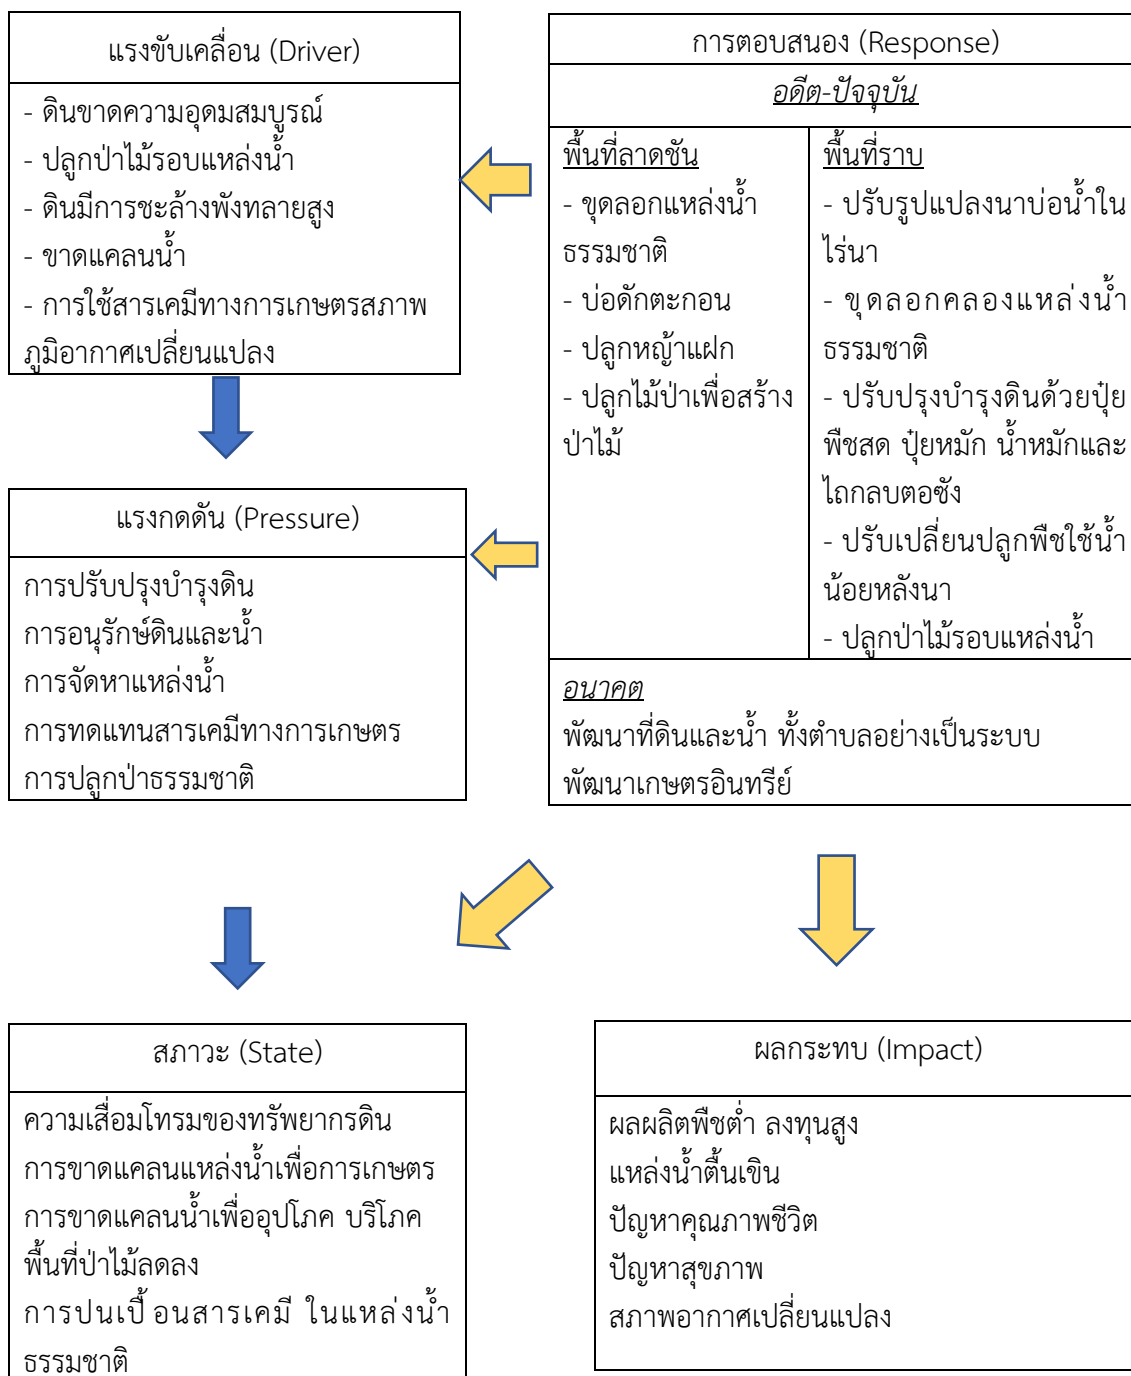 แรงขับเคลื่อน (Driver)
- ดินขาดความอุดมสมบูรณ์
- ปลูกป่าไม้รอบแหล่งน้ำ
- ดินมีการชะล้างพังทลายสูง
- ขาดแคลนน้ำ
- การใช้สารเคมีทางการเกษตรสภาพ
ภูมิอากาศเปลี่ยนแปลง
การตอบสนอง (Response)
อดีต-ปัจจุบัน
พื้นที่ลาดชัน
- ขุดลอกแหล่งน้ำ
ธรรมชาติ
- บ่อดักตะกอน
- ปลูกหญ้าแฝก
- ปลูกไม้ป่าเพื่อสร้าง
ป่าไม้
พื้นที่ราบ
- ปรับรูปแปลงนาบ่อน้ำใน
ไร่นา
- ขุดลอกคลองแหล่งน้ำ
ธรรมชาติ
- ปรับปรุงบำรุงดินด้วยปุ๋ย
พืชสด ปุ๋ยหมัก น้ำหมักและ
ไถกลบตอซัง
- ปรับเปลี่ยนปลูกพืชใช้น้ำ
น้อยหลังนา
- ปลูกป่าไม้รอบแหล่งน้ำ
อนาคต
พัฒนาที่ดินและน้ำ ทั้งตำบลอย่างเป็นระบบ
พัฒนาเกษตรอินทรีย์
แรงกดดัน (Pressure)
การปรับปรุงบำรุงดิน
การอนุรักษ์ดินและน้ำ
การจัดหาแหล่งน้ำ
การทดแทนสารเคมีทางการเกษตร
การปลูกป่าธรรมชาติ
สภาวะ (State)
ความเสื่อมโทรมของทรัพยากรดิน
การขาดแคลนแหล่งน้ำเพื่อการเกษตร
การขาดแคลนน้ำเพื่ออุปโภค บริโภค
พื้นที่ป่าไม้ลดลง
การปนเปื้อนสารเคมี ในแหล่งน้ำ
ธรรมชาติ
ผลกระทบ (Impact)
ผลผลิตพืชต่ำ ลงทุนสูง
แหล่งน้ำตื้นเขิน
ปัญหาคุณภาพชีวิต
ปัญหาสุขภาพ
สภาพอากาศเปลี่ยนแปลง